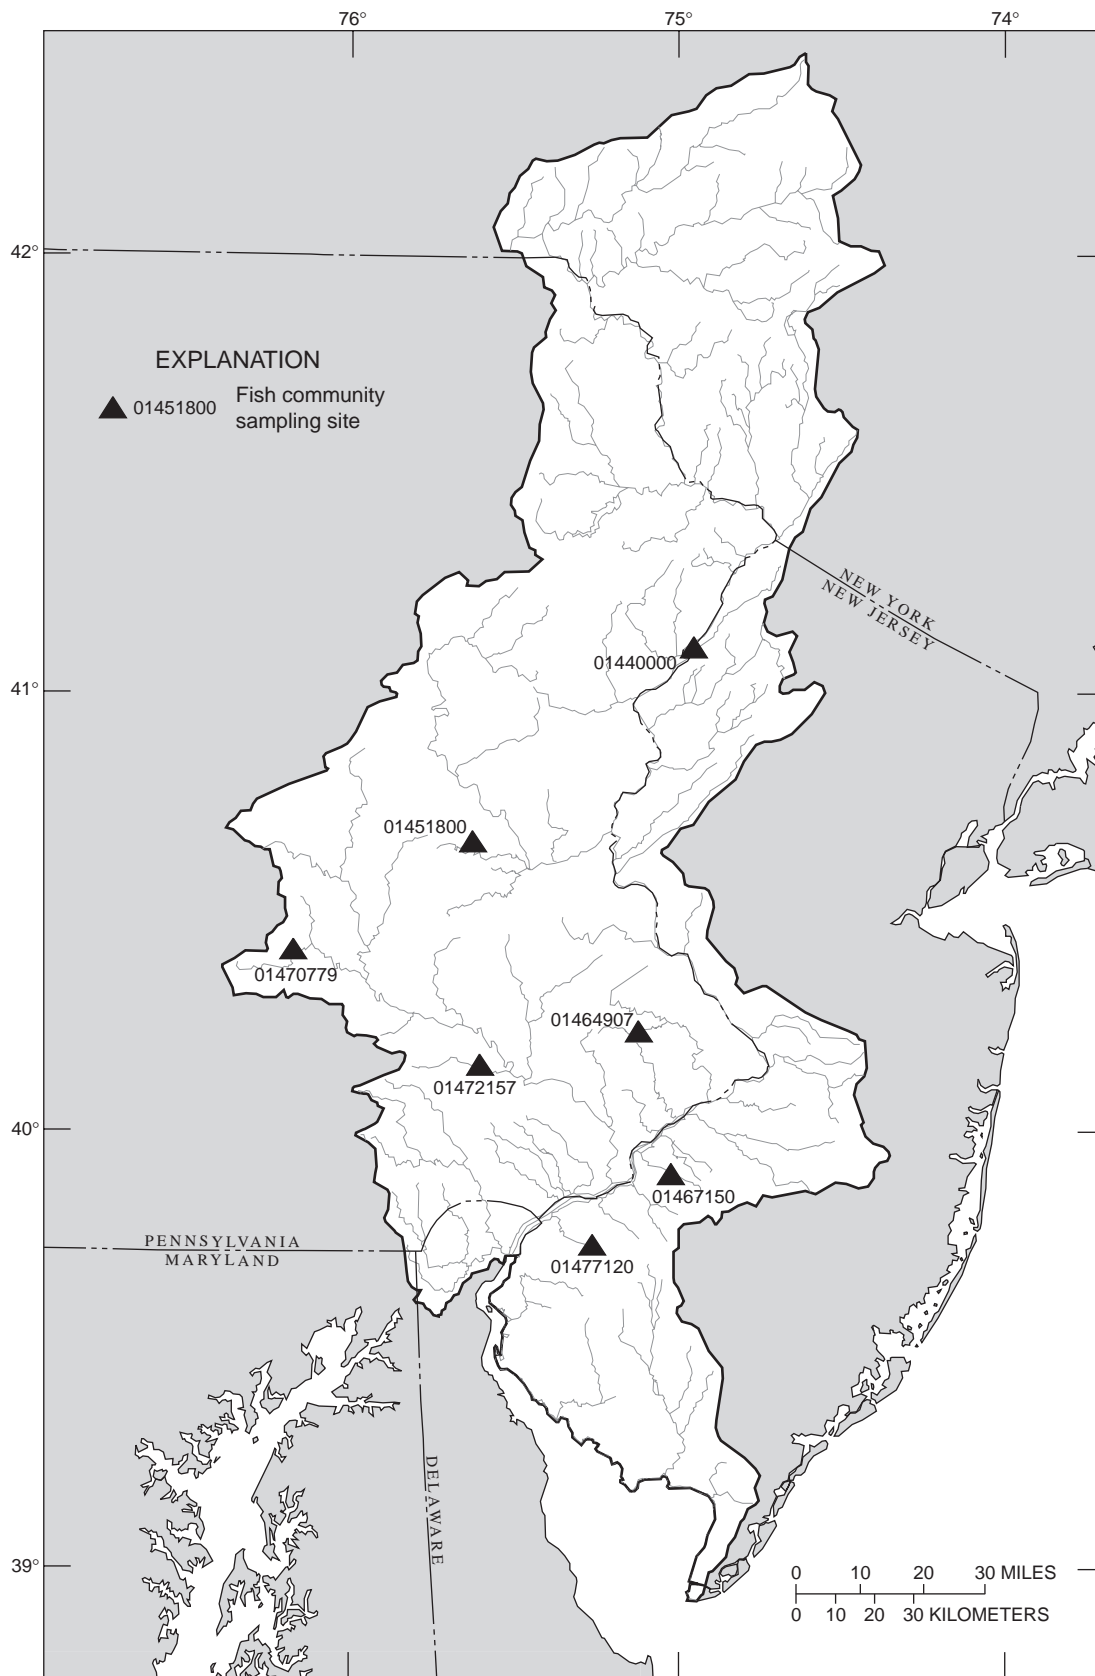 76°
75°
74°
42°
EXPLANATION
01451800
Fish community
sampling site
NEW YORK
NEW JERSEY
01440000
41°
01451800
01470779
01464907
01472157
40°
01467150
PENNSYLVANIA
MARYLAND
01477120
DELAWARE
39°
0 10 20 30 MILES
0 10 20 30 KILOMETERS